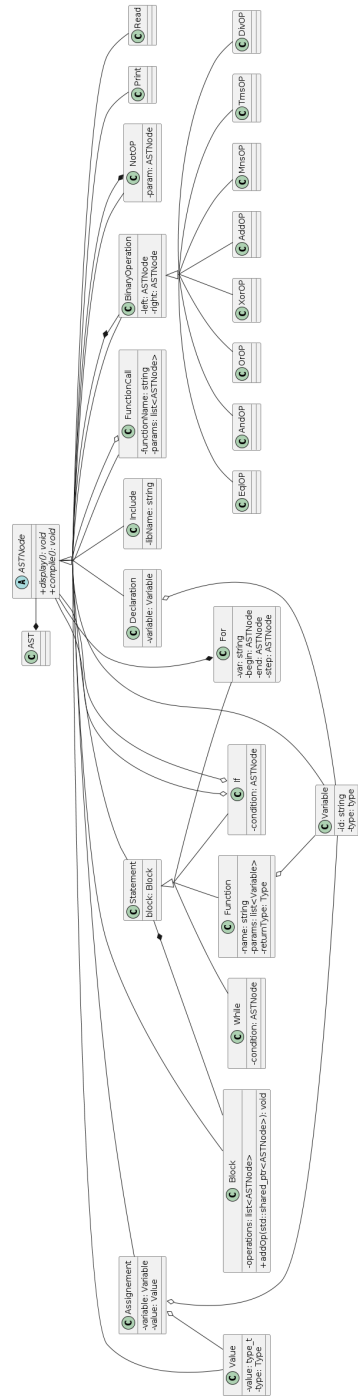 C AST
A ASTNode
+display(): void
+compile(): void
C Assignement
-variable: Variable
-value: Value
C Statement
block: Block
C Declaration
-variable: Variable
C Include
-libName: string
C FunctionCall
-functionName: string
-params: list<ASTNode>
C BinaryOperation
-left: ASTNode
-right: ASTNode
C NotOP
-param: ASTNode
C Print
C Read
C Value
-value: type_t
-type: Type
C Block
-operations: list<ASTNode>
+addOp(std::shared_ptr<ASTNode>): void
C While
-condition: ASTNode
C Function
-name: string
-params: list<Variable>
-returnType: Type
C If
-condition: ASTNode
C For
-var: string
-begin: ASTNode
-end: ASTNode
-step: ASTNode
C EqlOP
C AndOP
C OrOP
C XorOP
C AddOP
C MnsOP
C TmsOP
C DivOP
C Variable
-id: string
-type: type